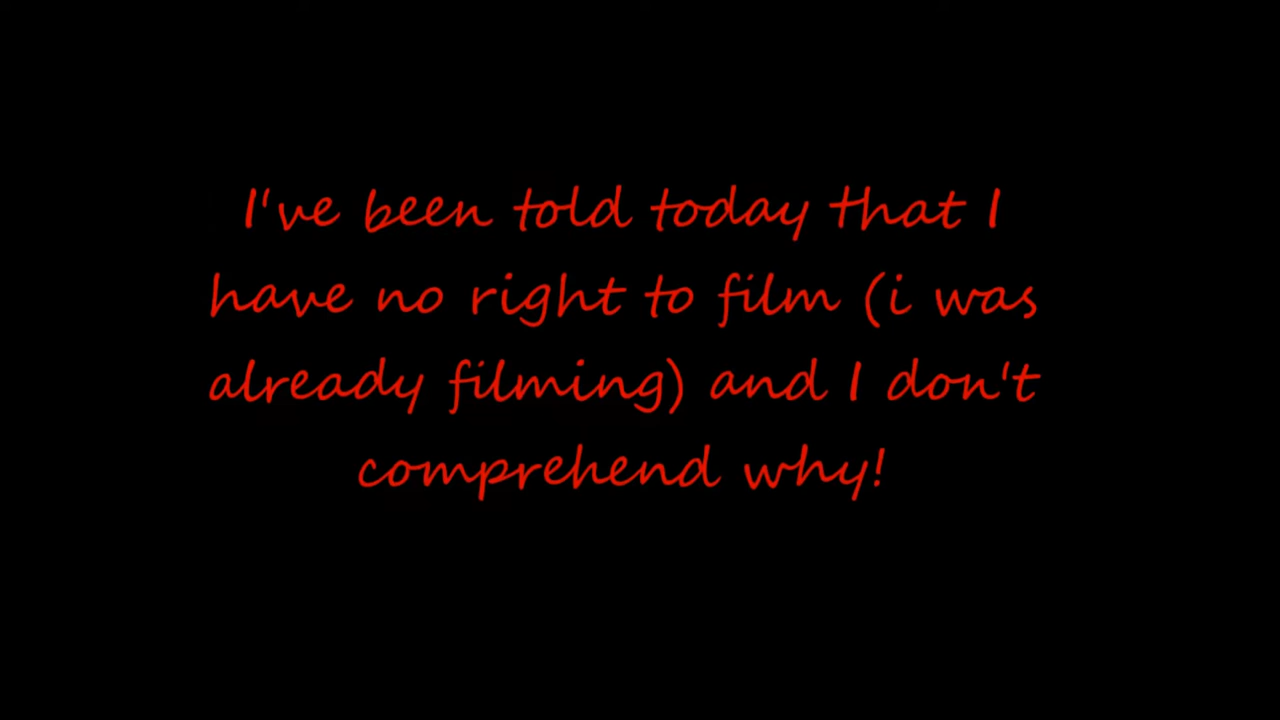 I've been told today that I
have no right to film (i was
already filming) and I don't
comprehend why!